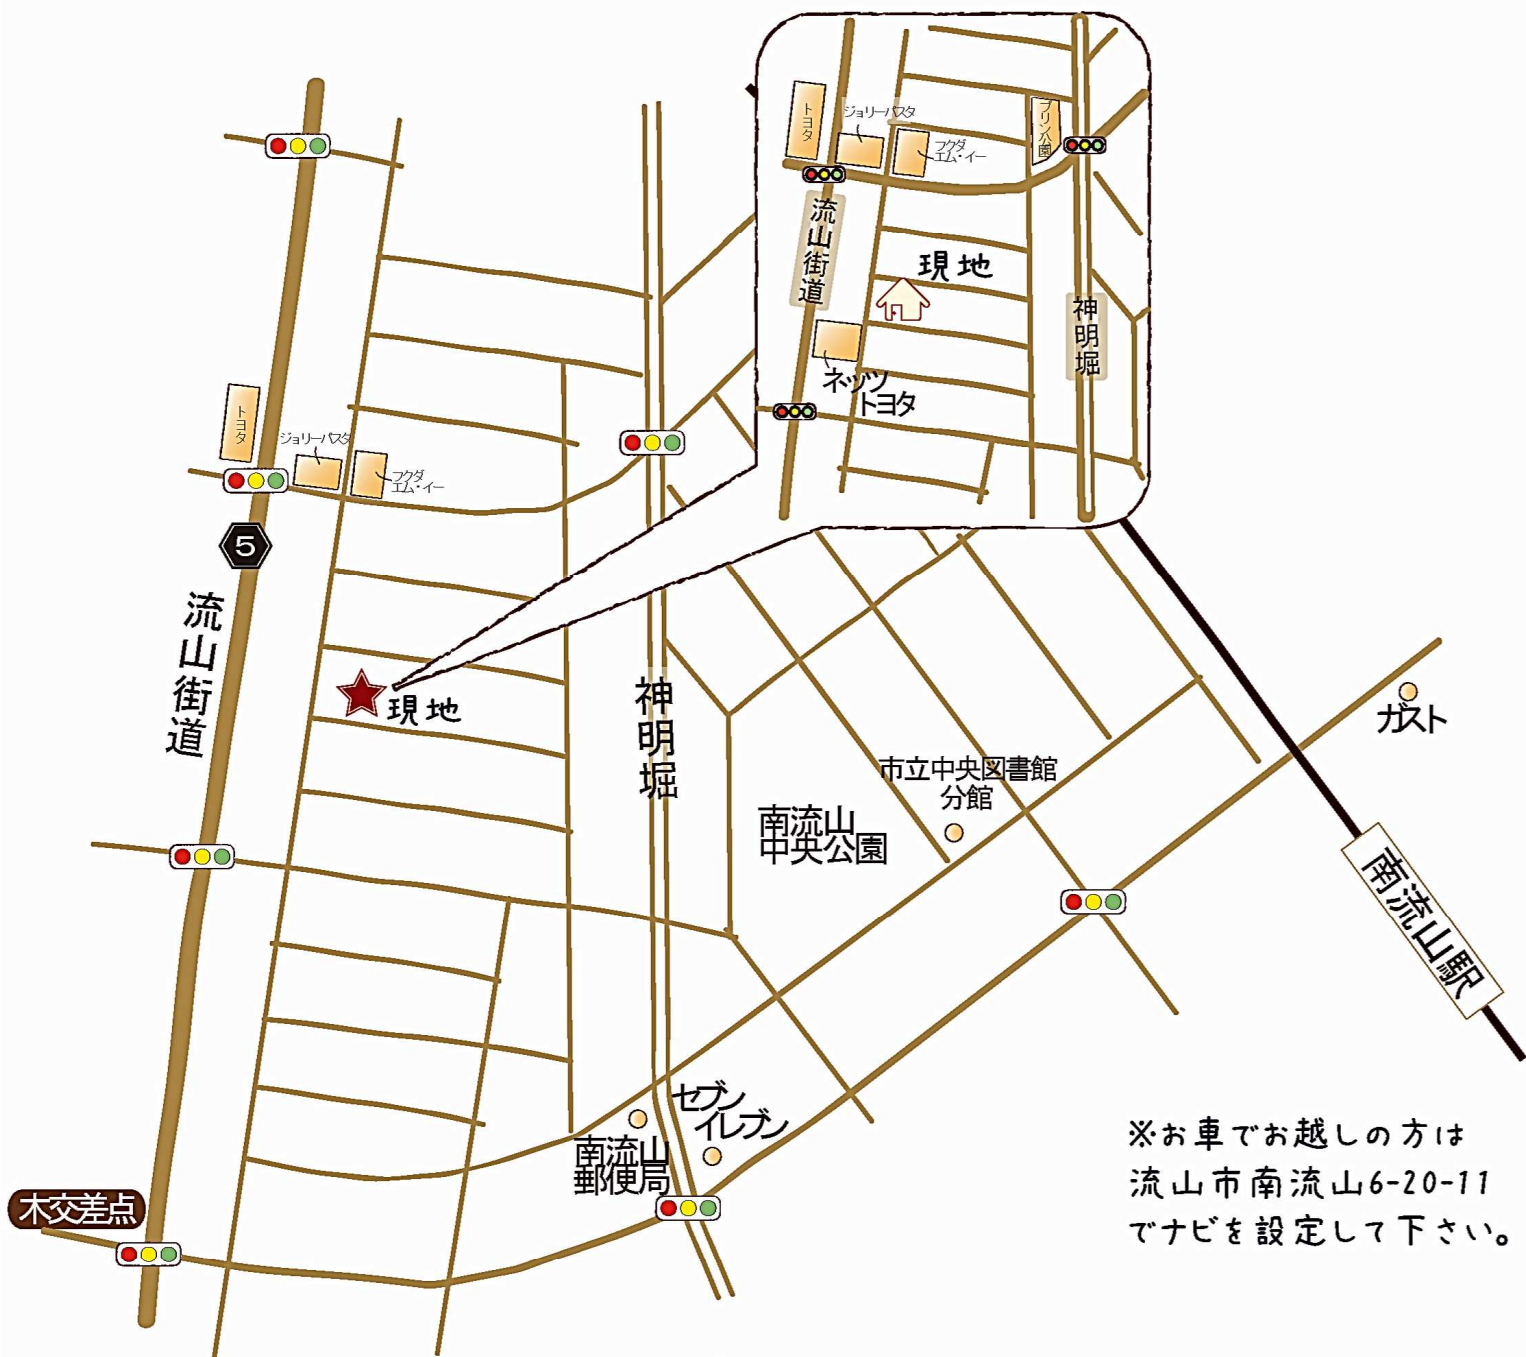 トヨタ
ジョリーパスタ
フクダ
エム・イー
プリン公園
流山街道
現地
神明堀
ネッツ
トヨタ
トヨタ
ジョリーパスタ
フクダ
エム・イー
5
流山街道
現地
神明堀
ガスト
市立中央図書館
分館
南流山
中央公園
南流山駅
セブン
イレブン
南流山
郵便局
木交差点
※お車でお越しの方は
流山市南流山6-20-11
でナビを設定して下さい。